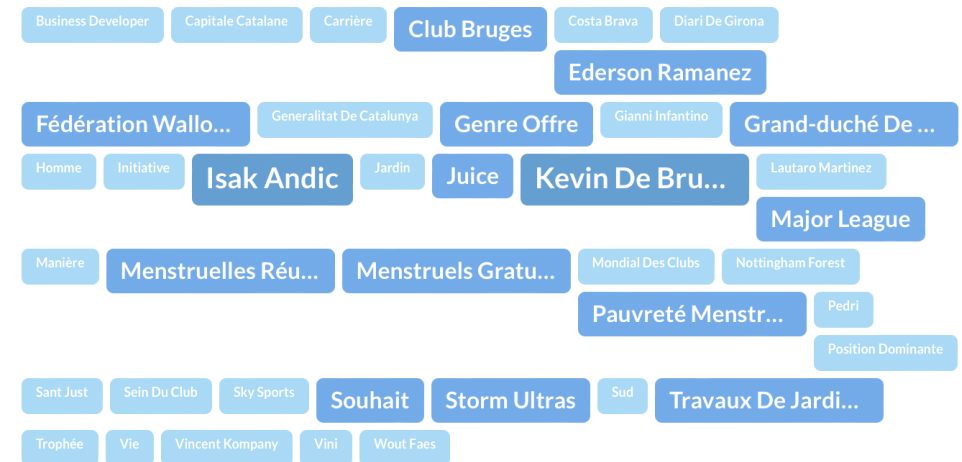 Business Developer Capitale Catalane Carrière Club Bruges Costa Brava Diari De Girona
Ederson Ramanez
Fédération Wallo... Generalitat De Catalunya Genre Offre Gianni Infantino Grand-duché De ...
Homme Initiative Isak Andic Jardin Juice Kevin De Bru... Lautaro Martinez
Major League
Manière Menstruelles Réu... Menstruels Gratu... Mondial Des Clubs Nottingham Forest
Pauvreté Menstr... Pedri
Position Dominante
Sant Just Sein Du Club Sky Sports Souhait Storm Ultras Sud Travaux De Jardi...
Trophée Vie Vincent Kompany Vini Wout Faes